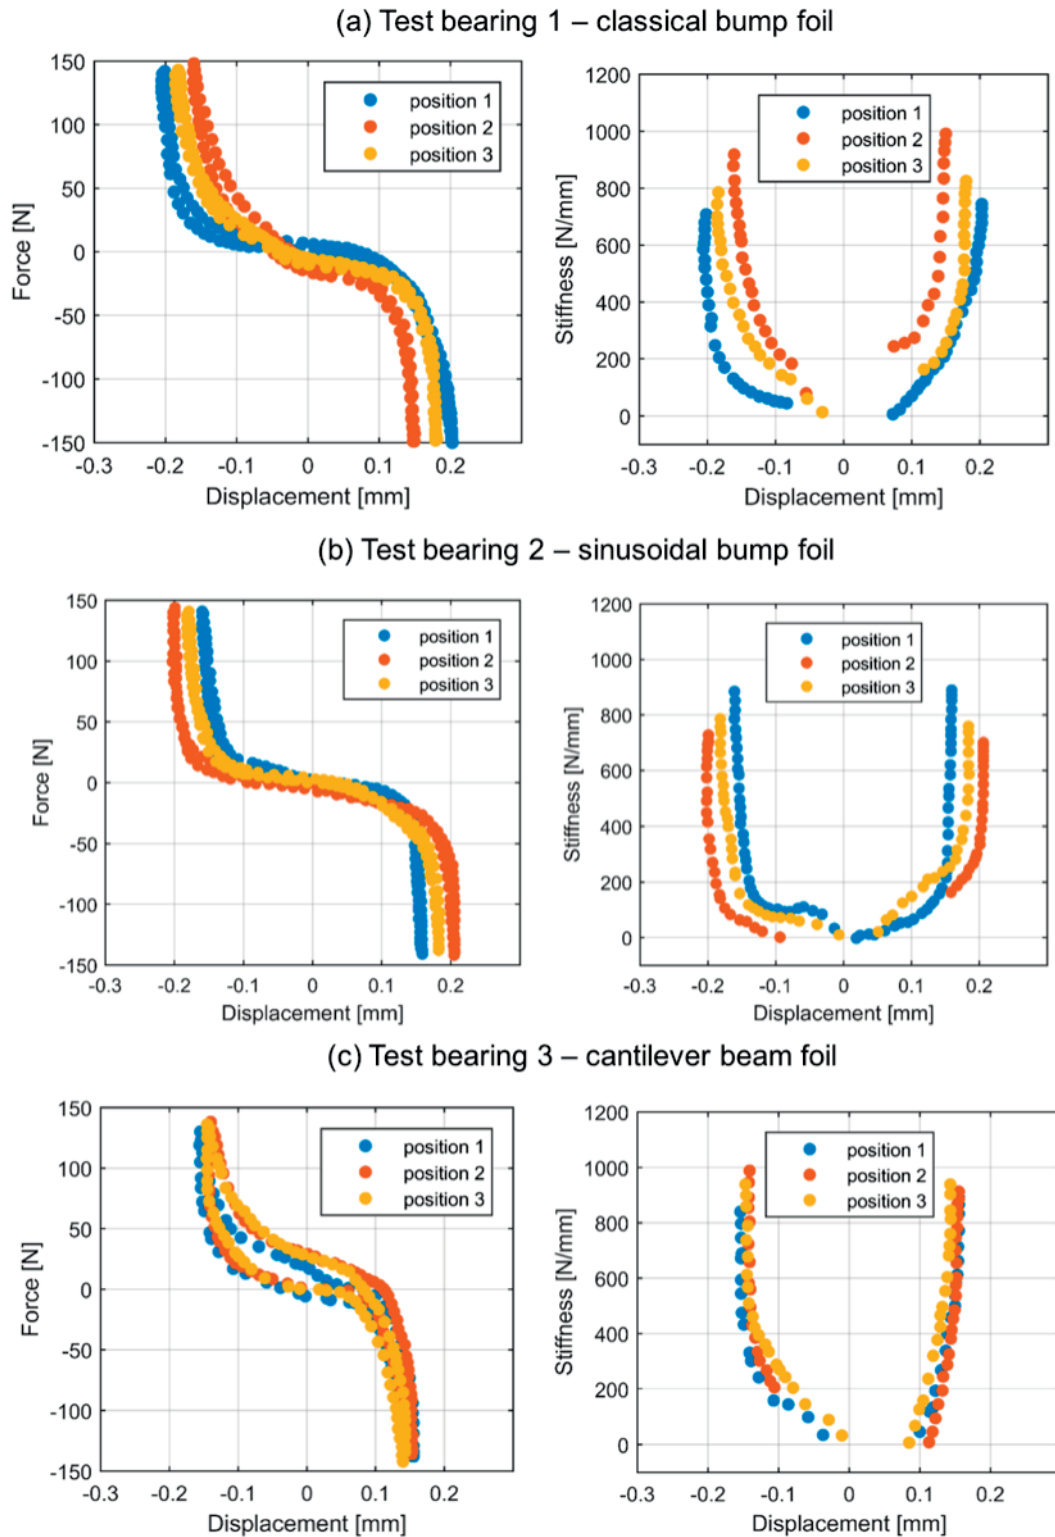 (a) Test bearing 1 – classical bump foil
150
100
50
0
-50
-100
-150
Force [N]
-0.3 -0.2 -0.1 0 0.1 0.2 0.3
Displacement [mm]
position 1
position 2
position 3
1200
1000
800
600
400
200
0
Stiffness [N/mm]
-0.3 -0.2 -0.1 0 0.1 0.2
Displacement [mm]
position 1
position 2
position 3
(b) Test bearing 2 – sinusoidal bump foil
150
100
50
0
-50
-100
-150
Force [N]
-0.3 -0.2 -0.1 0 0.1 0.2 0.3
Displacement [mm]
position 1
position 2
position 3
1200
1000
800
600
400
200
0
Stiffness [N/mm]
-0.3 -0.2 -0.1 0 0.1 0.2
Displacement [mm]
position 1
position 2
position 3
(c) Test bearing 3 – cantilever beam foil
150
100
50
0
-50
-100
-150
Force [N]
-0.3 -0.2 -0.1 0 0.1 0.2 0.3
Displacement [mm]
position 1
position 2
position 3
1200
1000
800
600
400
200
0
Stiffness [N/mm]
-0.3 -0.2 -0.1 0 0.1 0.2
Displacement [mm]
position 1
position 2
position 3